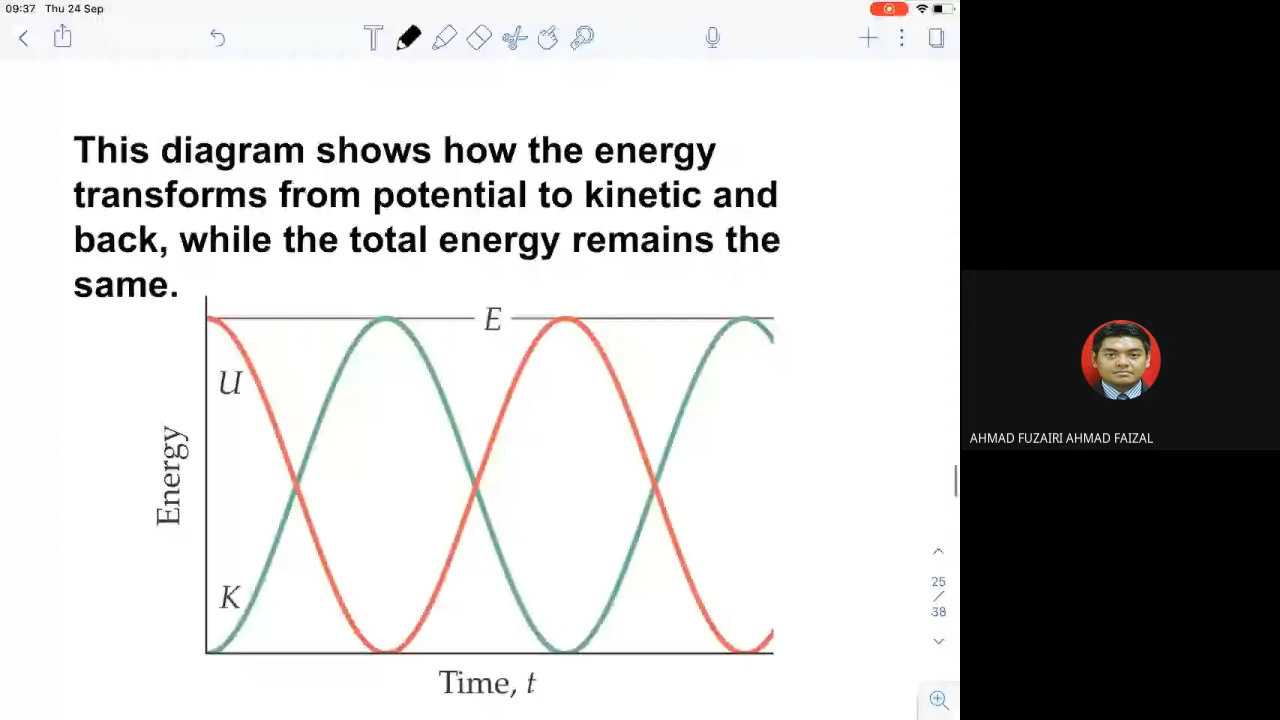 09:37 Thu 24 Sep
T
This diagram shows how the energy
transforms from potential to kinetic and
back, while the total energy remains the
same.
E
U
Energy
K
Time, t
25
/
38
AHMAD FUZAIRI AHMAD FAIZAL